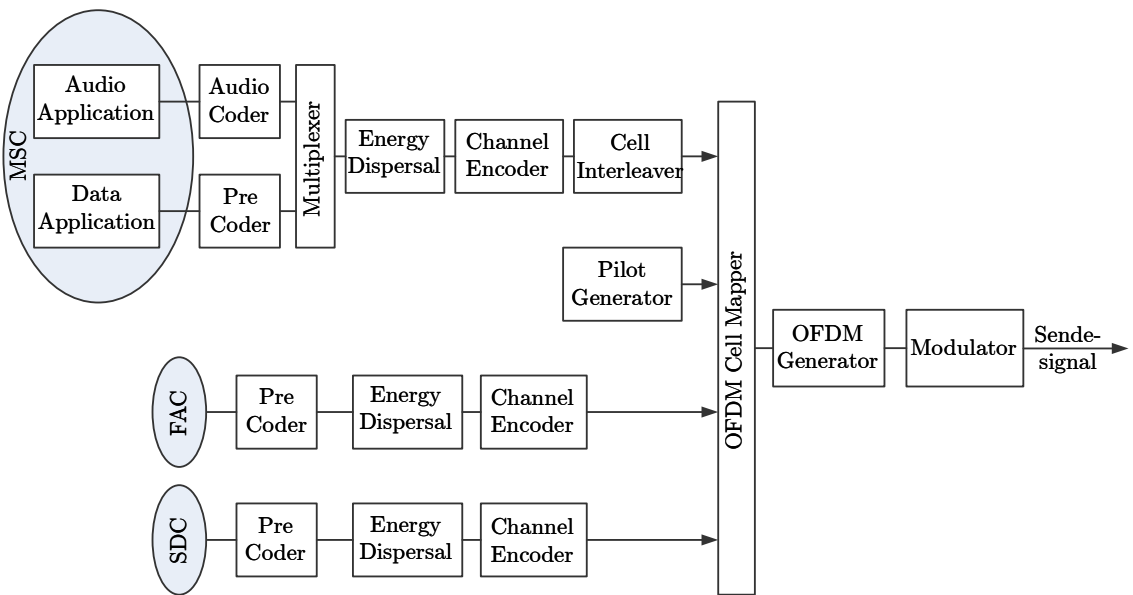 MSC
Audio
Application
Audio
Coder
Data
Application
Pre
Coder
Multiplexer
Energy
Dispersal
Channel
Encoder
Cell
Interleaver
Pilot
Generator
FAC
Pre
Coder
Energy
Dispersal
Channel
Encoder
SDC
Pre
Coder
Energy
Dispersal
Channel
Encoder
OFDM Cell Mapper
OFDM
Generator
Modulator
Sende-
signal